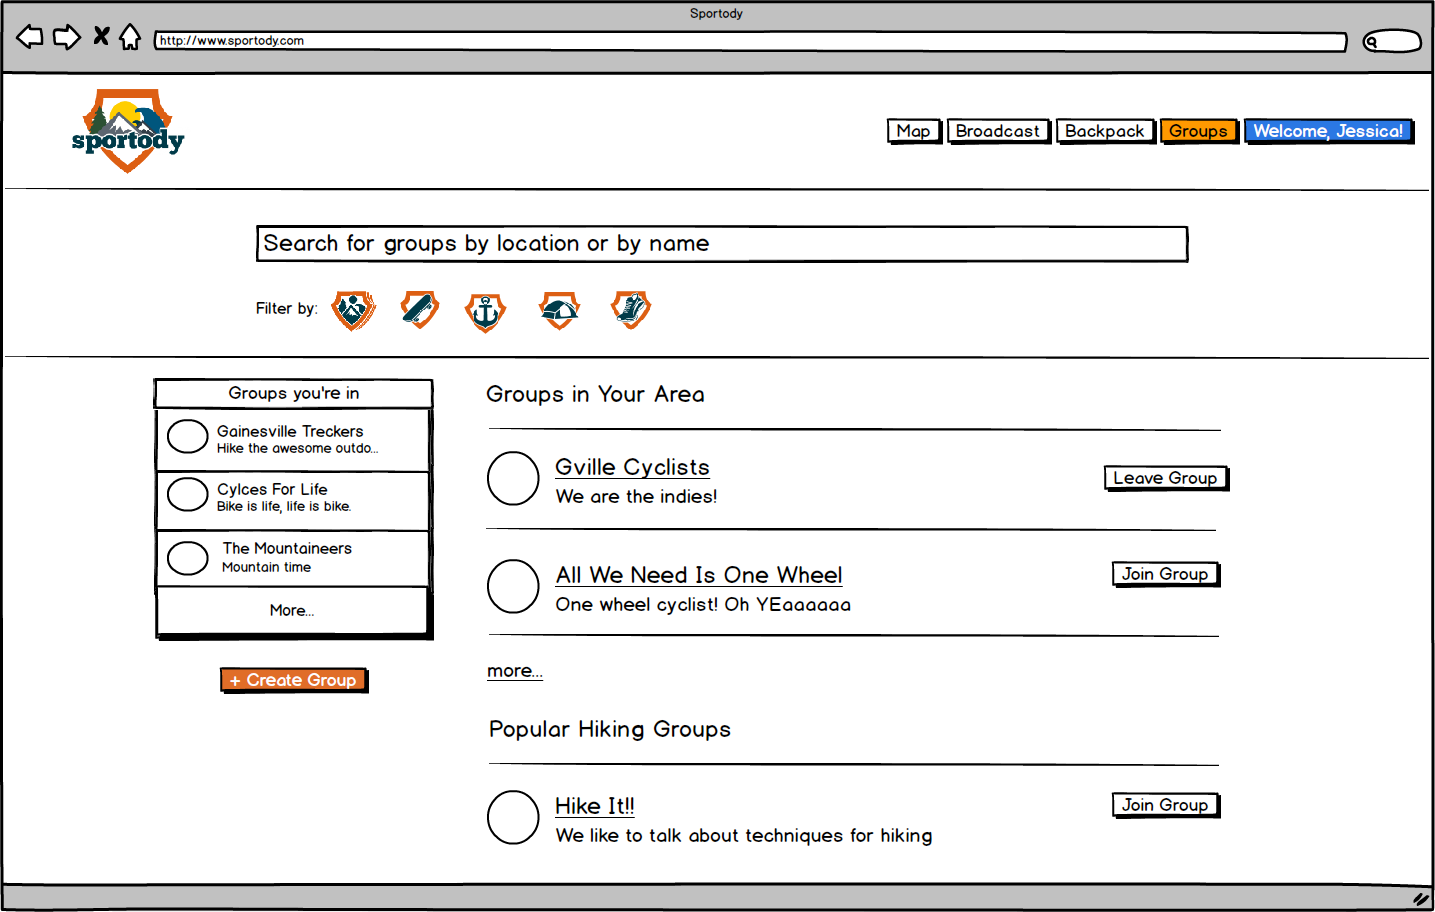 Sportody
http://www.sportody.com
sportody
Map
Broadcast
Backpack
Groups
Welcome, Jessica!
Search for groups by location or by name
Filter by:
Groups you're in
Gainesville Treckers
Hike the awesome outdo...
Cylces For Life
Bike is life, life is bike.
The Mountaineers
Mountain time
More...
+ Create Group
Groups in Your Area
Gville Cyclists
We are the indies!
Leave Group
All We Need Is One Wheel
One wheel cyclist! Oh YEaaaaaa
Join Group
more...
Popular Hiking Groups
Hike It!!
We like to talk about techniques for hiking
Join Group